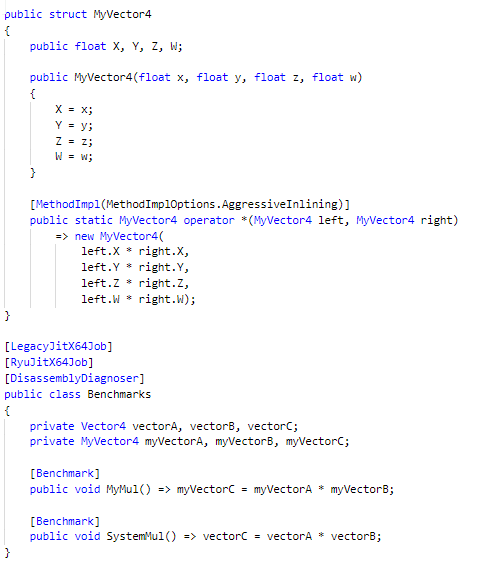 public struct MyVector4
{
    public float X, Y, Z, W;

    public MyVector4(float x, float y, float z, float w)
    {
        X = x;
        Y = y;
        Z = z;
        W = w;
    }

    [MethodImpl(MethodImplOptions.AggressiveInlining)]
    public static MyVector4 operator *(MyVector4 left, MyVector4 right)
        => new MyVector4(
            left.X * right.X,
            left.Y * right.Y,
            left.Z * right.Z,
            left.W * right.W);
}

[LegacyJitX64Job]
[RyuJitX64Job]
[DisassemblyDiagnoser]
public class Benchmarks
{
    private Vector4 vectorA, vectorB, vectorC;
    private MyVector4 myVectorA, myVectorB, myVectorC;

    [Benchmark]
    public void MyMul() => myVectorC = myVectorA * myVectorB;

    [Benchmark]
    public void SystemMul() => vectorC = vectorA * vectorB;
}